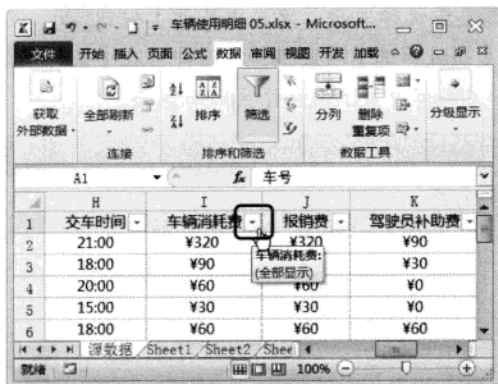 车辆使用明细 05.xlsx - Microsoft...
文件 开始 插入 页面 公式 数据 审阅 视图 开发 加载
获取 外部数据 全部刷新 排序 筛选 分列 删除 重复项 分级显示
连接 排序和筛选 数据工具
A1 fx 车号
H I J K
1 交车时间 车辆消耗费 报销费 驾驶员补助费
2 21:00 ¥320 ¥320 ¥90
3 18:00 ¥90 ¥30
车辆消耗费:
(全部显示)
4 20:00 ¥60 ¥60 ¥0
5 15:00 ¥30 ¥30 ¥0
6 18:00 ¥60 ¥60 ¥60
源数据 Sheet1 Sheet2 Shee
就绪 100%